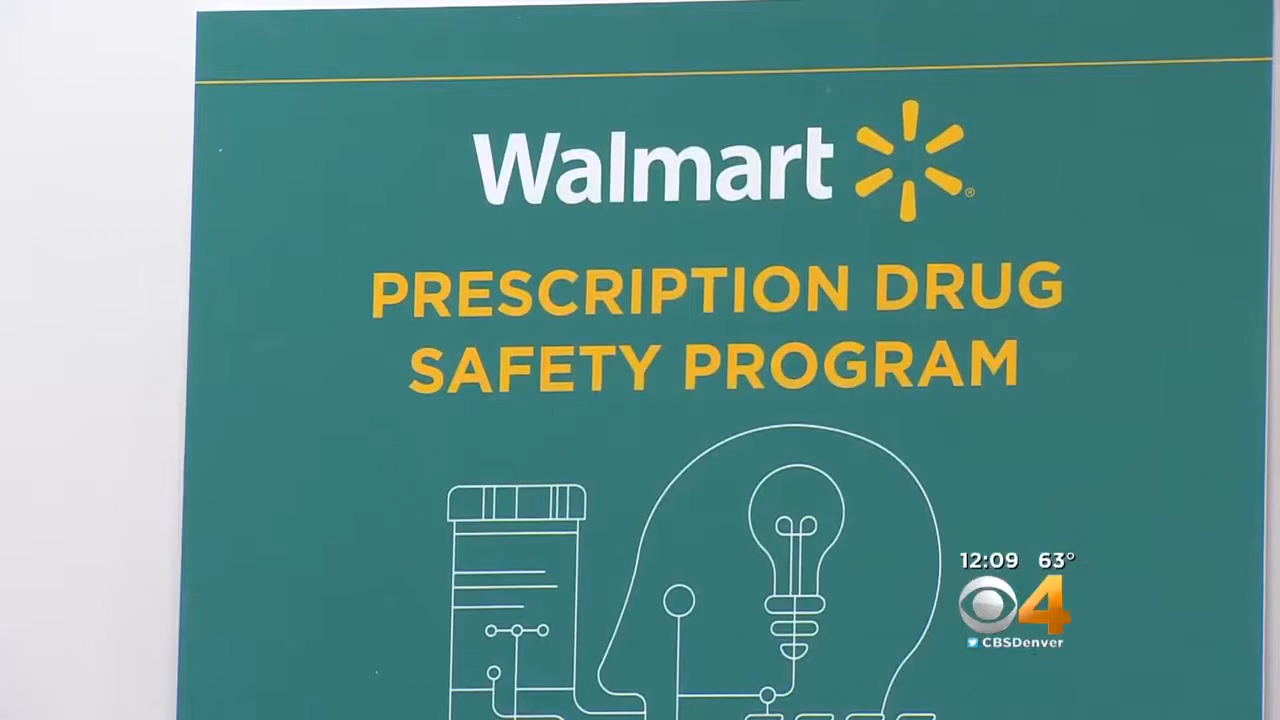 Walmart
PRESCRIPTION DRUG
SAFETY PROGRAM
12:09 63°
4
CBSDenver